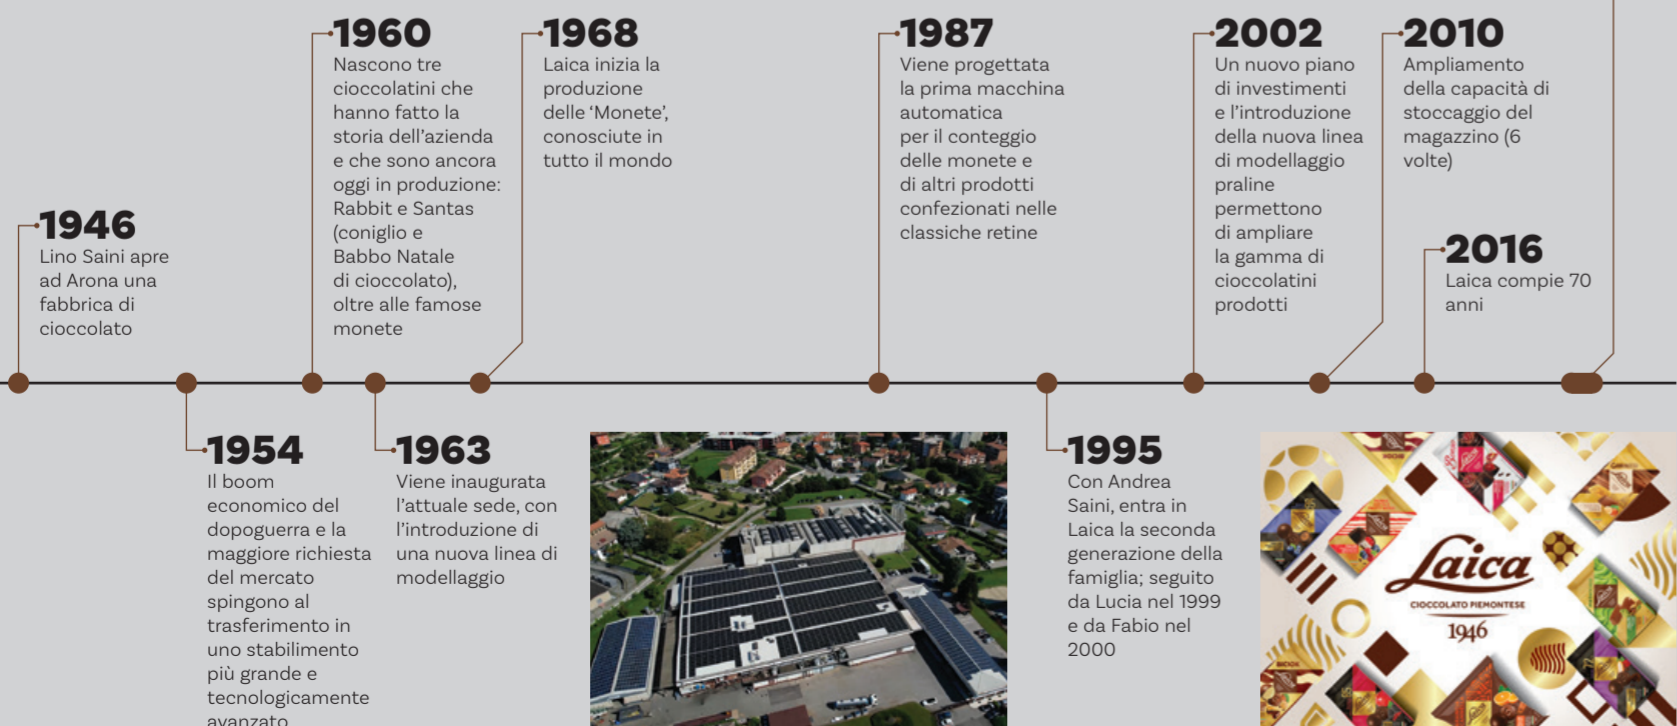 1946
Lino Saini apre
ad Arona una
fabbrica di
cioccolato
1954
Il boom
economico del
dopoguerra e la
maggiore richiesta
del mercato
spingono al
trasferimento in
uno stabilimento
più grande e
tecnologicamente
avanzato
1960
Nascono tre
cioccolatini che
hanno fatto la
storia dell'azienda
e che sono ancora
oggi in produzione:
Rabbit e Santas
(coniglio e
Babbo Natale
di cioccolato),
oltre alle famose
monete
1963
Viene inaugurata
l'attuale sede, con
l'introduzione di
una nuova linea di
modellaggio
1968
Laica inizia la
produzione
delle ‘Monete’,
conosciute in
tutto il mondo
1987
Viene progettata
la prima macchina
automatica
per il conteggio
delle monete e
di altri prodotti
confezionati nelle
classiche retine
1995
Con Andrea
Saini, entra in
Laica la seconda
generazione della
famiglia; seguito
da Lucia nel 1999
e da Fabio nel
2000
2002
Un nuovo piano
di investimenti
e l'introduzione
della nuova linea
di modellaggio
praline
permettono
di ampliare
la gamma di
cioccolatini
prodotti
2010
Ampliamento
della capacità di
stoccaggio del
magazzino (6
volte)
2016
Laica compie 70
anni
Laica
CIOCCOLATO PIEMONTESE
1946